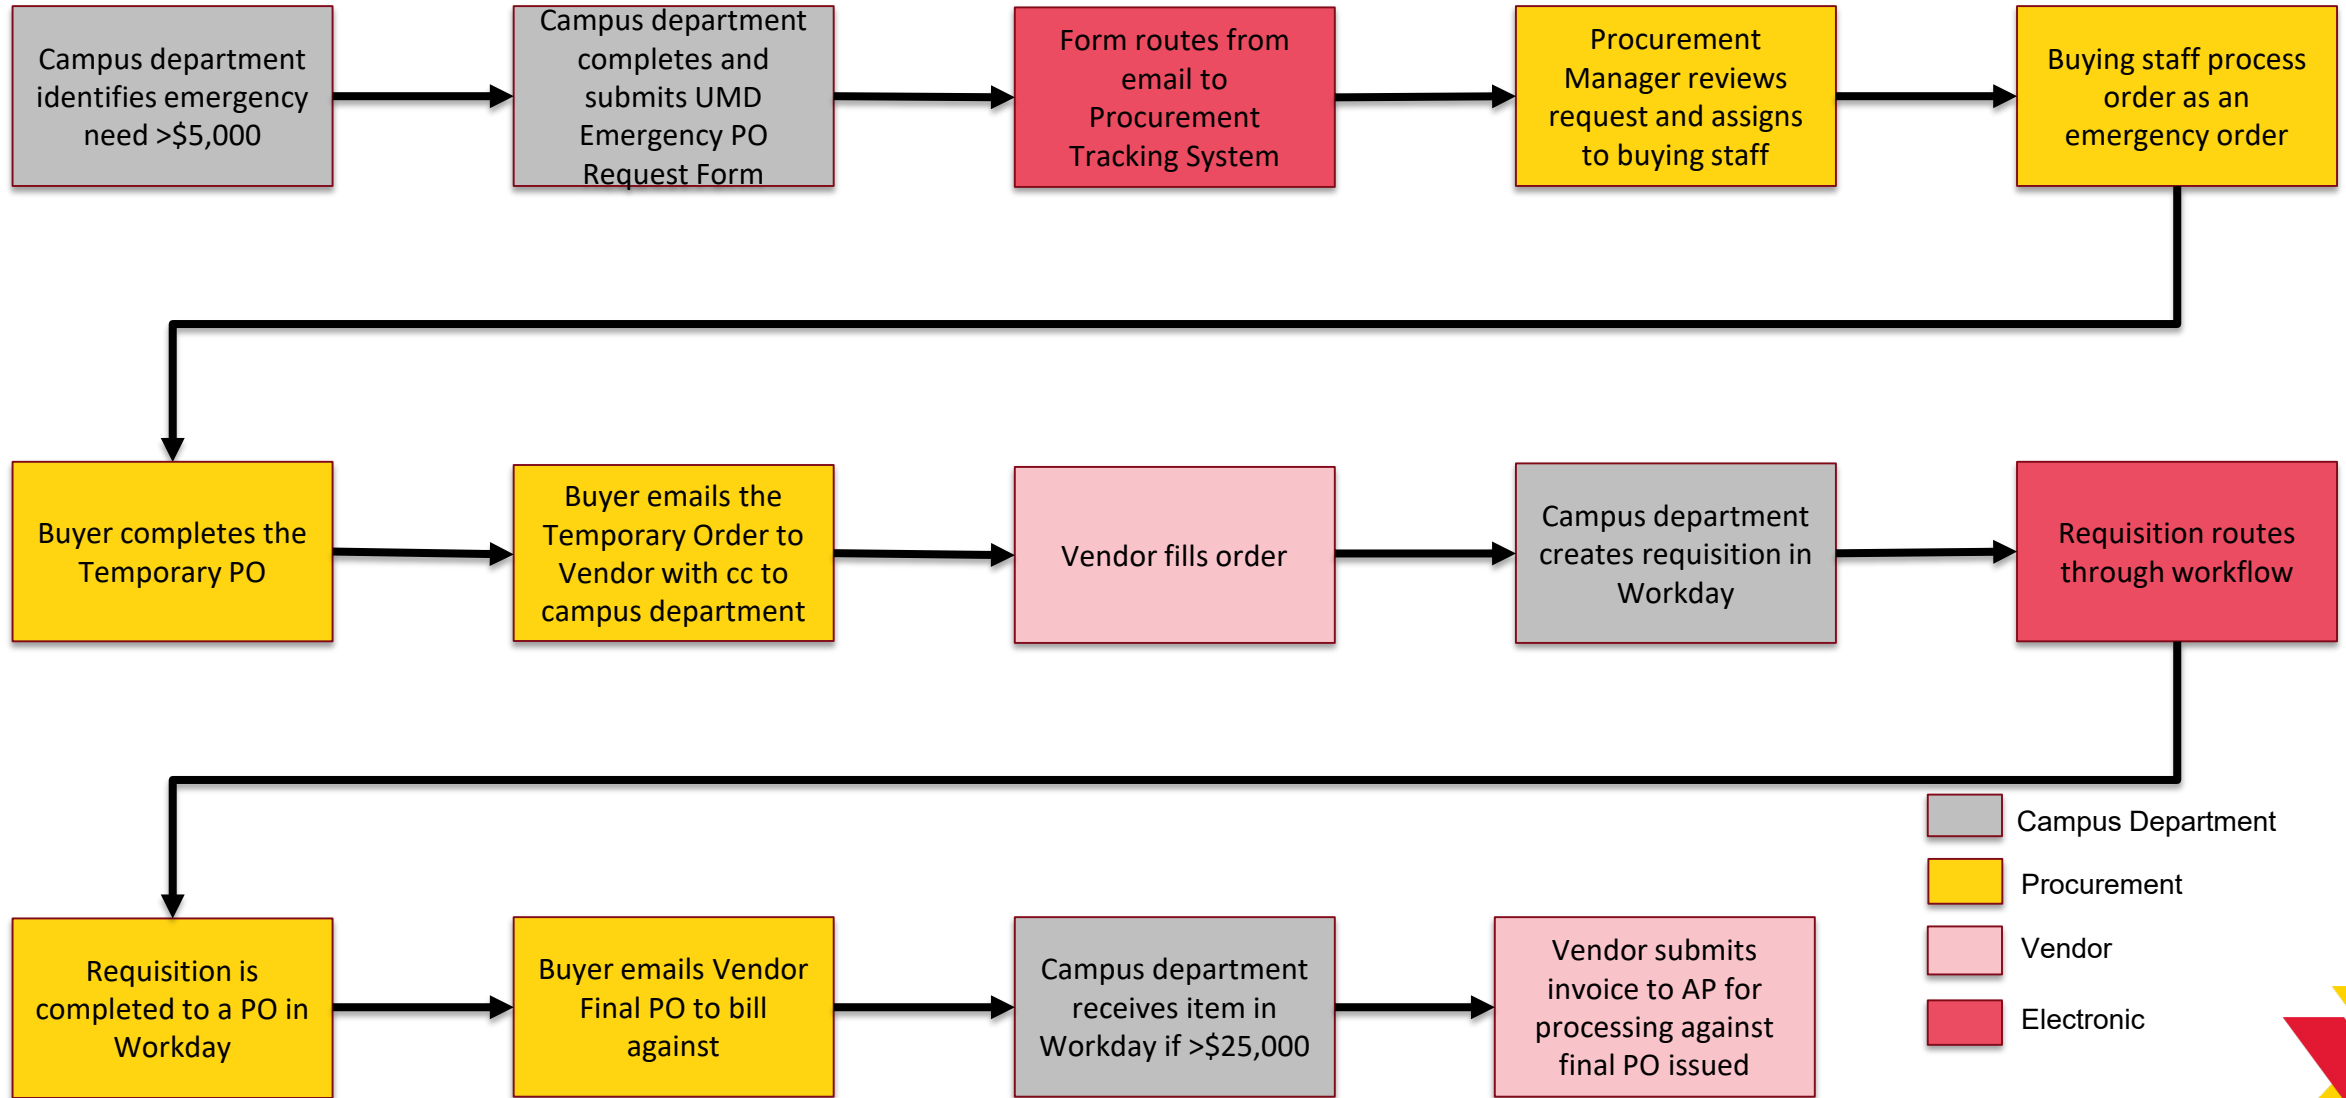 Campus department
identifies emergency
need >$5,000
Campus department
completes and
submits UMD
Emergency PO
Request Form
Form routes from
email to
Procurement
Tracking System
Procurement
Manager reviews
request and assigns
to buying staff
Buying staff process
order as an
emergency order
Buyer completes the
Temporary PO
Buyer emails the
Temporary Order to
Vendor with cc to
campus department
Vendor fills order
Campus department
creates requisition in
Workday
Requisition routes
through workflow
Requisition is
completed to a PO in
Workday
Buyer emails Vendor
Final PO to bill
against
Campus department
receives item in
Workday if >$25,000
Vendor submits
invoice to AP for
processing against
final PO issued
Campus Department
Procurement
Vendor
Electronic